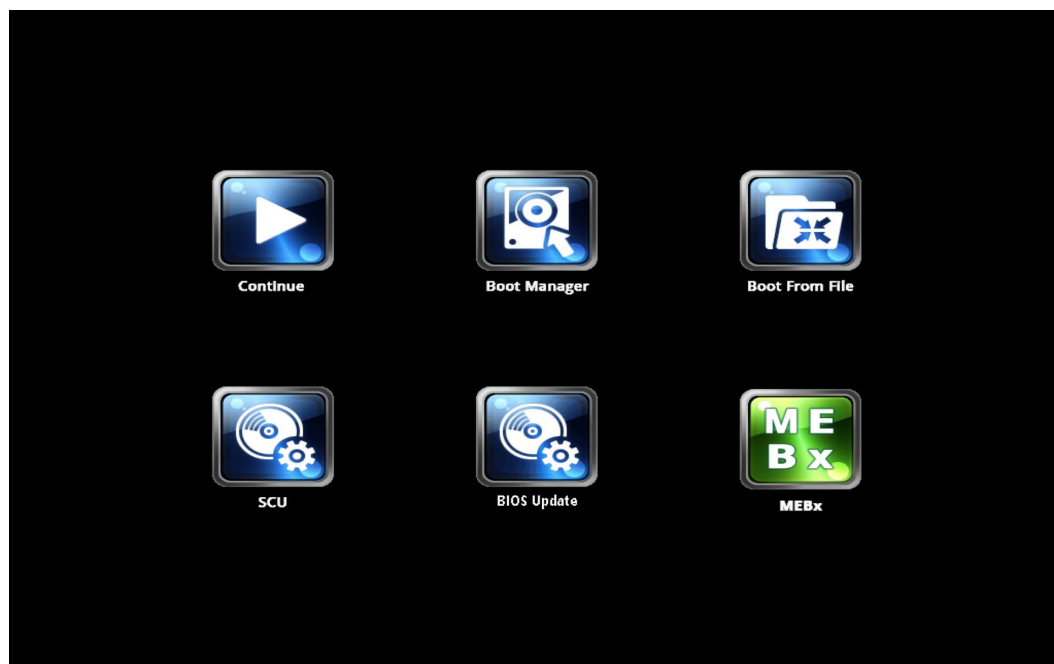 Continue
Boot Manager
Boot From File
SCU
BIOS Update
M E
B x
MEBx